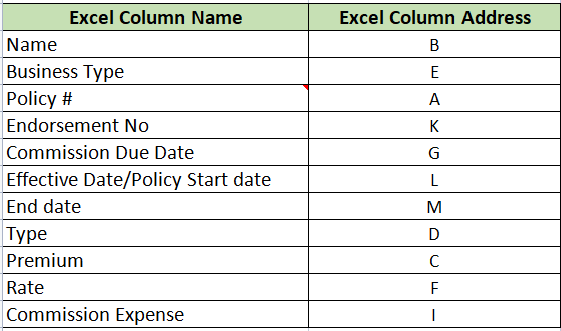 Excel Column Name Excel Column Address
Name B
Business Type E
Policy # A
Endorsement No K
Commission Due Date G
Effective Date/Policy Start date L
End date M
Type D
Premium C
Rate F
Commission Expense I